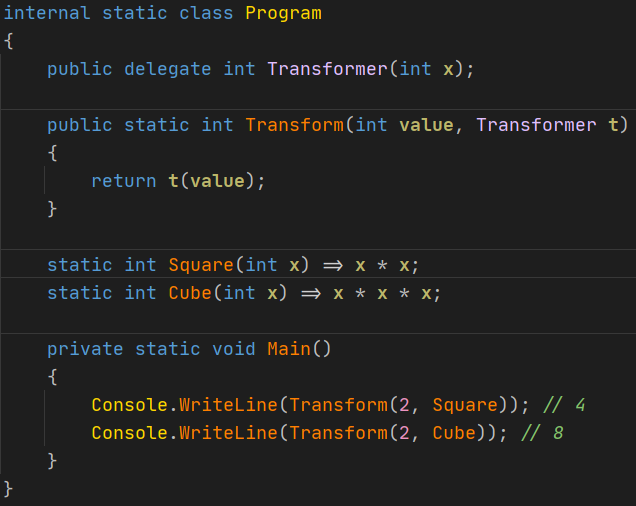 internal static class Program
{
    public delegate int Transformer(int x);
    public static int Transform(int value, Transformer t)
    {
        return t(value);
    }
    static int Square(int x) => x * x;
    static int Cube(int x) => x * x * x;
    private static void Main()
    {
        Console.WriteLine(Transform(2, Square)); // 4
        Console.WriteLine(Transform(2, Cube)); // 8
    }
}